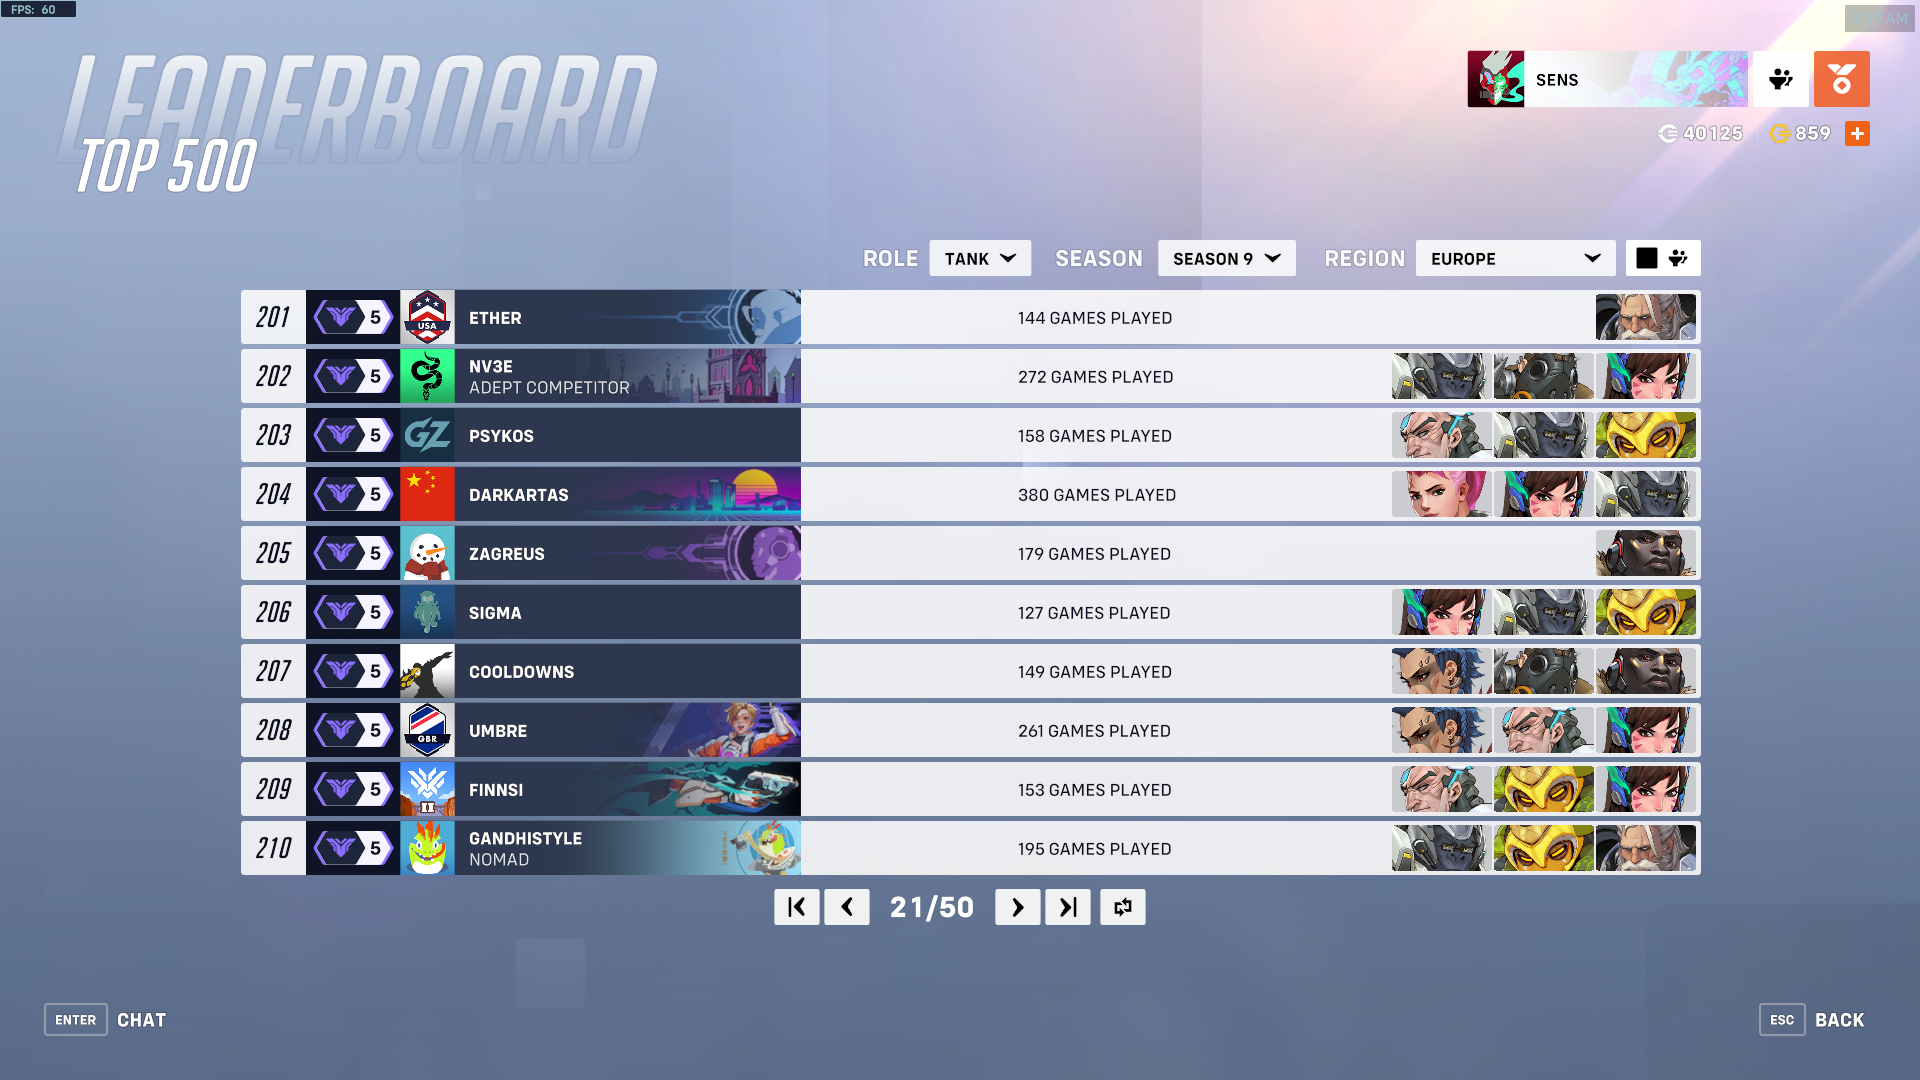 FPS: 60
AM
LEADERBOARD
TOP 500
SENS
40125 859
ROLE TANK SEASON SEASON 9 REGION EUROPE
201 5 USA ETHER 144 GAMES PLAYED
202 5 NV3E 272 GAMES PLAYED
ADEPT COMPETITOR
203 5 GZ PSYKOS 158 GAMES PLAYED
204 5 DARKARTAS 380 GAMES PLAYED
205 5 ZAGREUS 179 GAMES PLAYED
206 5 SIGMA 127 GAMES PLAYED
207 5 COOLDOWNS 149 GAMES PLAYED
208 5 GBR UMBRE 261 GAMES PLAYED
209 5 II FINNSI 153 GAMES PLAYED
210 5 GANDHISTYLE 195 GAMES PLAYED
NOMAD
21/50
ENTER CHAT
ESC BACK